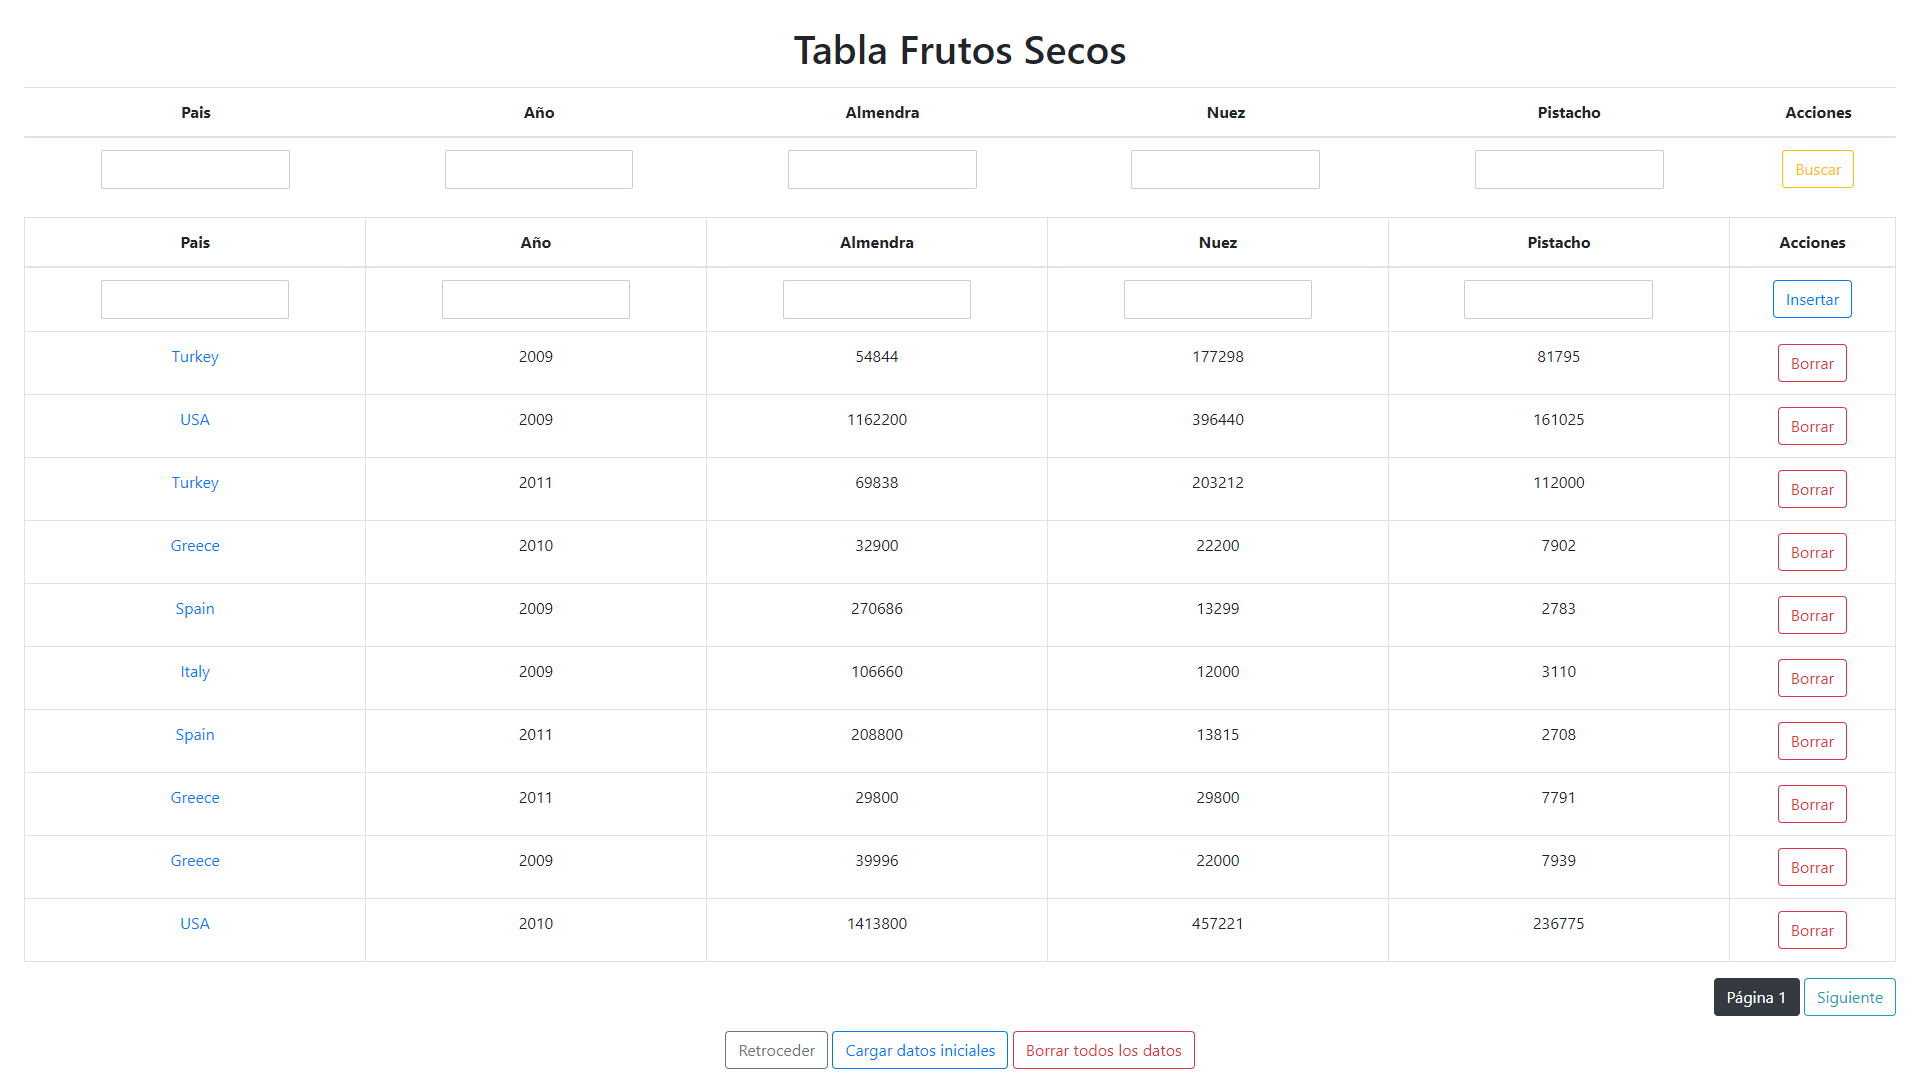 Tabla Frutos Secos
Pais Año Almendra Nuez Pistacho Acciones
Buscar
Pais Año Almendra Nuez Pistacho Acciones
Insertar
Turkey 2009 54844 177298 81795 Borrar
USA 2009 1162200 396440 161025 Borrar
Turkey 2011 69838 203212 112000 Borrar
Greece 2010 32900 22200 7902 Borrar
Spain 2009 270686 13299 2783 Borrar
Italy 2009 106660 12000 3110 Borrar
Spain 2011 208800 13815 2708 Borrar
Greece 2011 29800 29800 7791 Borrar
Greece 2009 39996 22000 7939 Borrar
USA 2010 1413800 457221 236775 Borrar
Página 1 Siguiente
Retroceder Cargar datos iniciales Borrar todos los datos